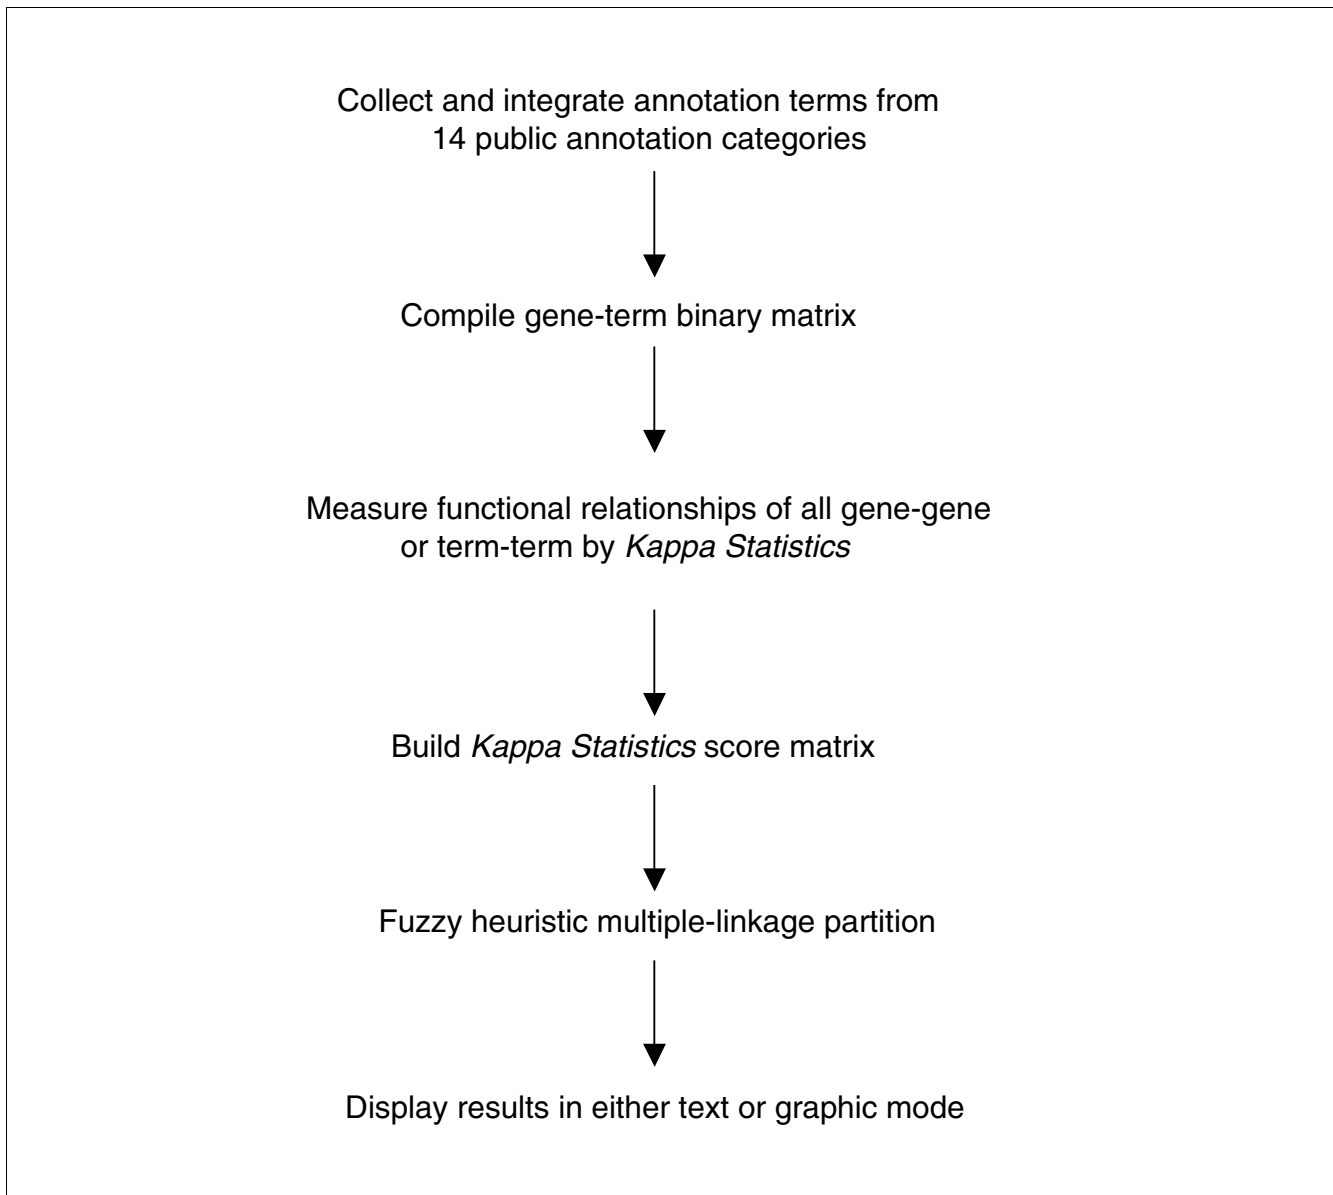 Collect and integrate annotation terms from
14 public annotation categories
Compile gene-term binary matrix
Measure functional relationships of all gene-gene
or term-term by Kappa Statistics
Build Kappa Statistics score matrix
Fuzzy heuristic multiple-linkage partition
Display results in either text or graphic mode